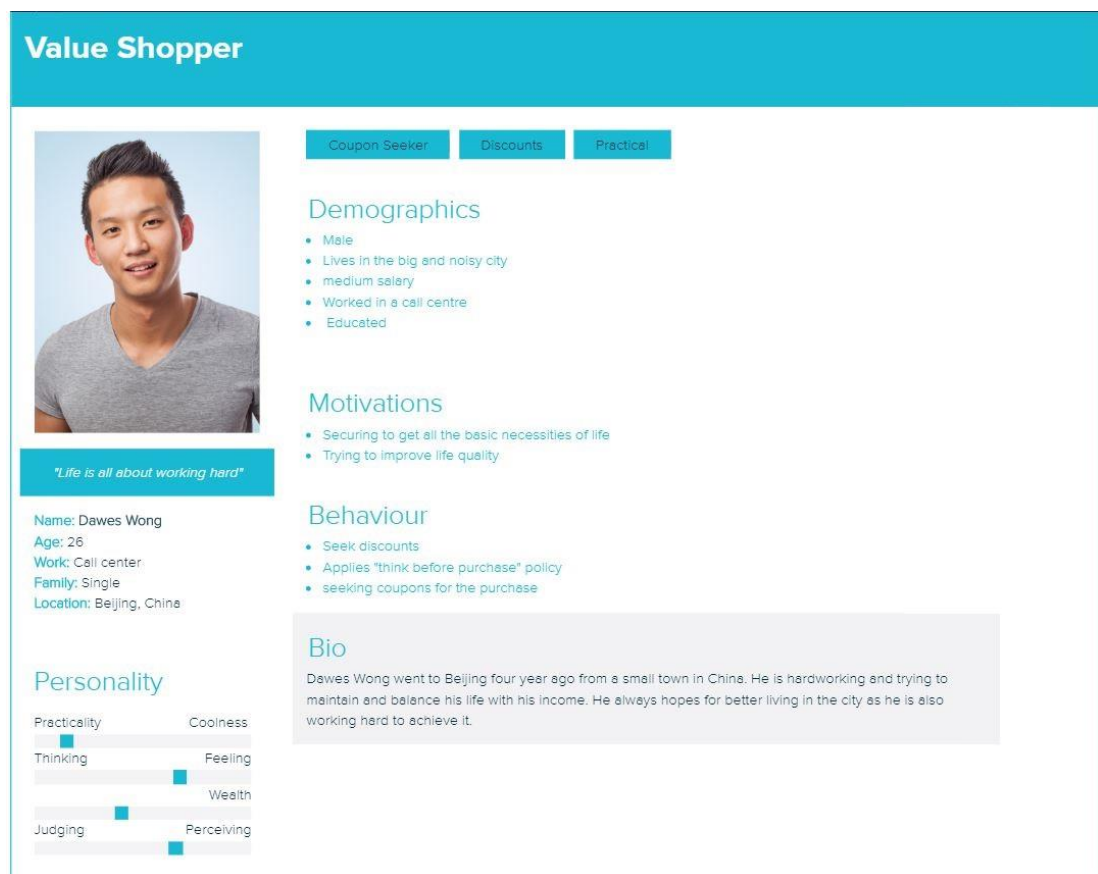 Value Shopper
"Life is all about working hard"
Name: Dawes Wong
Age: 26
Work: Call center
Family: Single
Location: Beijing, China
Personality
Practicality Coolness
Thinking Feeling
Wealth
Judging Perceiving
Coupon Seeker Discounts Practical
Demographics
Male
Lives in the big and noisy city
medium salary
Worked in a call centre
Educated
Motivations
Securing to get all the basic necessities of life
Trying to improve life quality
Behaviour
Seek discounts
Applies "think before purchase" policy
seeking coupons for the purchase
Bio
Dawes Wong went to Beijing four year ago from a small town in China. He is hardworking and trying to
maintain and balance his life with his income. He always hopes for better living in the city as he is also
working hard to achieve it.